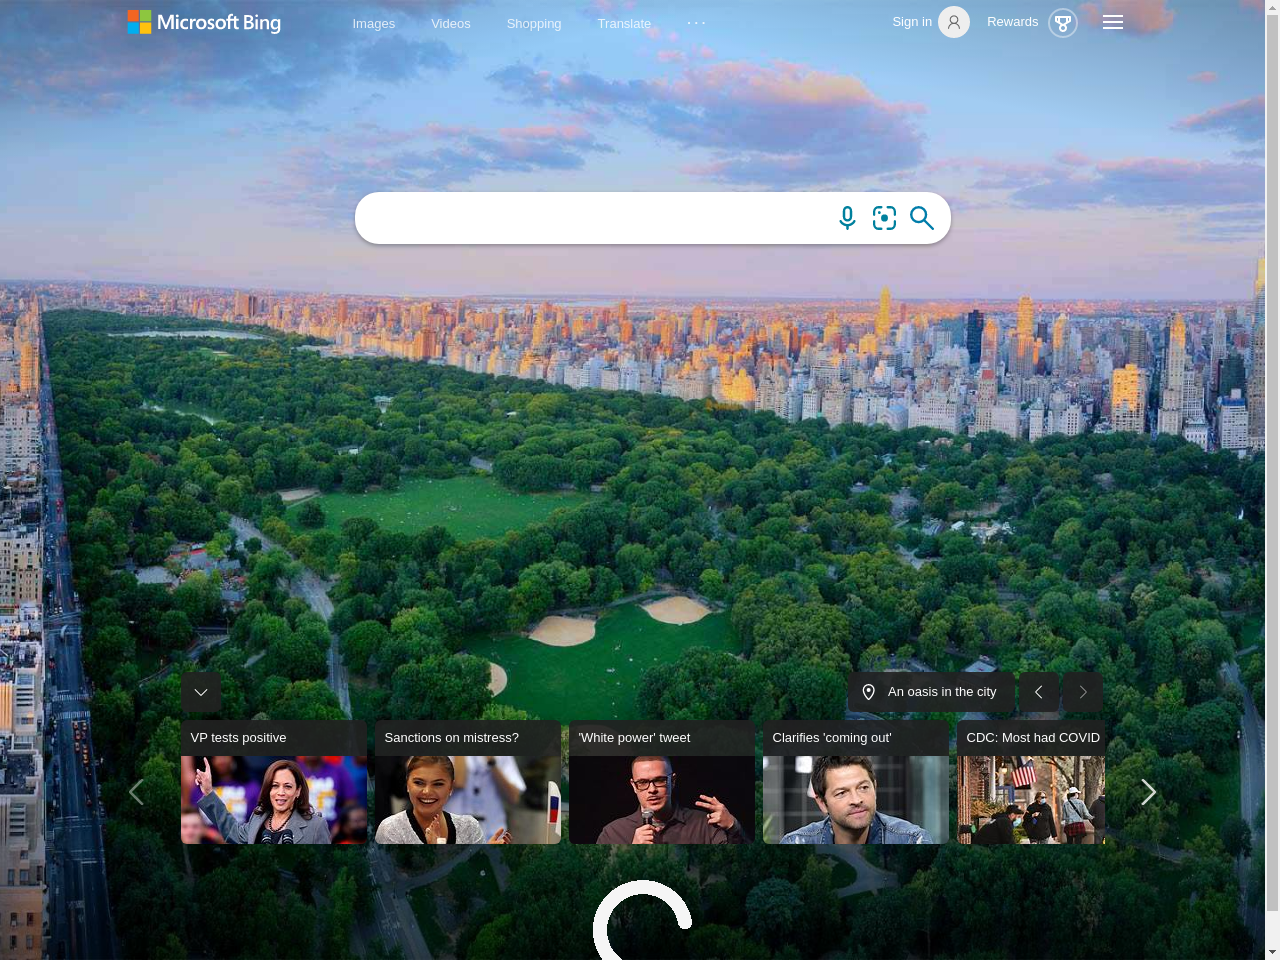 Microsoft Bing
Images
Videos
Shopping
Translate
...
Sign in
Rewards
An oasis in the city
VP tests positive
Sanctions on mistress?
'White power' tweet
Clarifies 'coming out'
CDC: Most had COVID